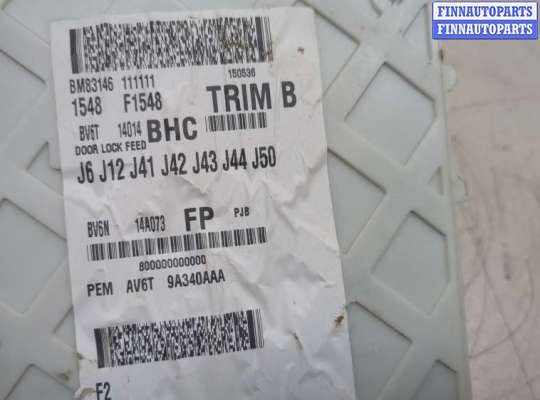 FINNAUTOPARTS
FINNAUTOPARTS
BM83146 111111 150536
1548 F1548 TRIM B
BV6T 14014 BHC
DOOR LOCK FEED
J6 J12 J41 J42 J43 J44 J50
BV6N 14A073 FP PJB
800000000000
PEM AV6T 9A340AAA
F2